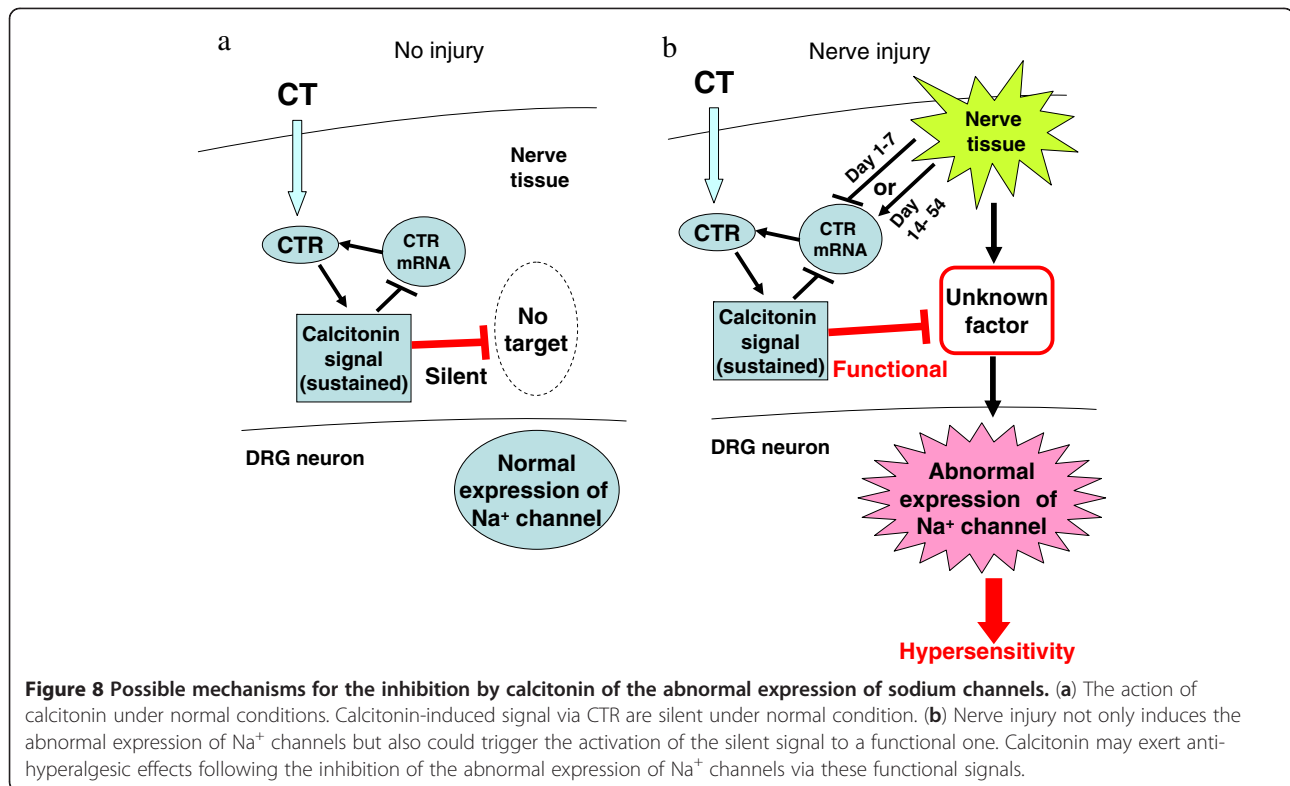 a
No injury
CT
Nerve
tissue
CTR
CTR
mRNA
Calcitonin
signal
(sustained)
Silent
No
target
DRG neuron
Normal
expression of
Na+ channel
b
Nerve injury
CT
Nerve
tissue
Day 1-7
or
Day
14- 54
CTR
CTR
mRNA
Calcitonin
signal
(sustained)
Functional
Unknown
factor
DRG neuron
Abnormal
expression of
Na+ channel
Hypersensitivity
Figure 8 Possible mechanisms for the inhibition by calcitonin of the abnormal expression of sodium channels. (a) The action of
calcitonin under normal conditions. Calcitonin-induced signal via CTR are silent under normal condition. (b) Nerve injury not only induces the
abnormal expression of Na+ channels but also could trigger the activation of the silent signal to a functional one. Calcitonin may exert anti-
hyperalgesic effects following the inhibition of the abnormal expression of Na+ channels via these functional signals.